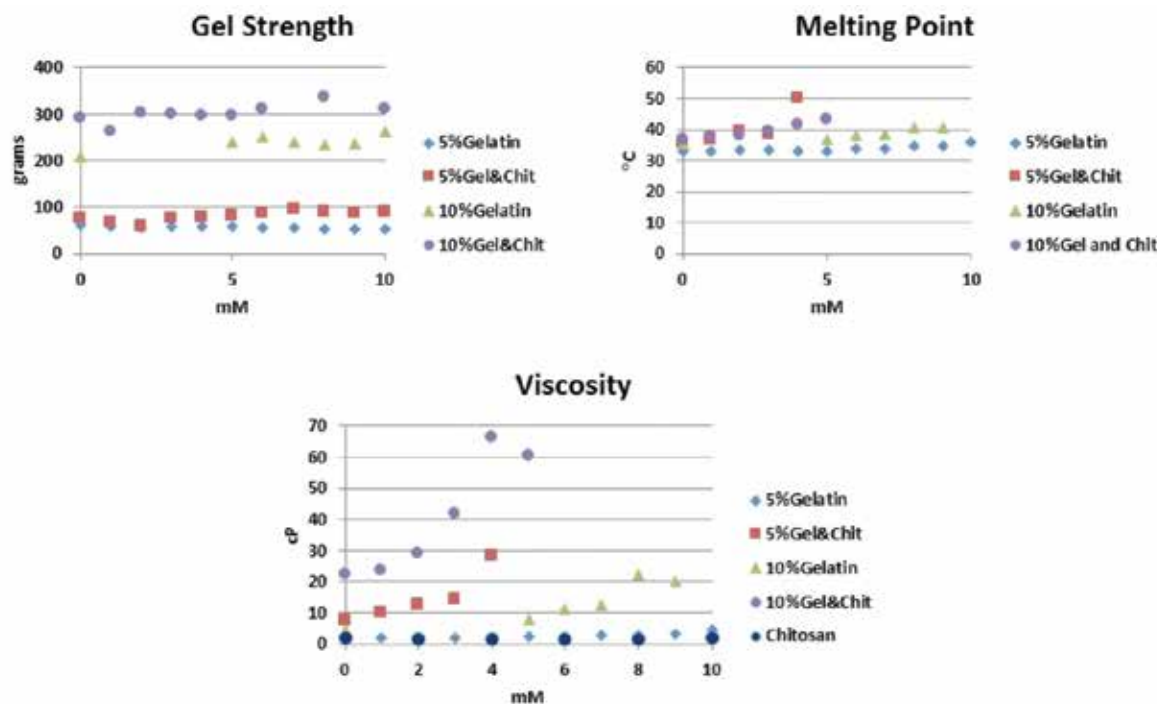 Gel Strength
400
300
200
100
0
grams
0 5 10
mM
5%Gelatin
5%Gel&Chit
10%Gelatin
10%Gel&Chit
Melting Point
60
50
40
30
20
10
0
°C
0 5 10
mM
5%Gelatin
5%Gel&Chit
10%Gelatin
10%Gel and Chit
Viscosity
70
60
50
40
30
20
10
0
cP
0 2 4 6 8 10
mM
5%Gelatin
5%Gel&Chit
10%Gelatin
10%Gel&Chit
Chitosan